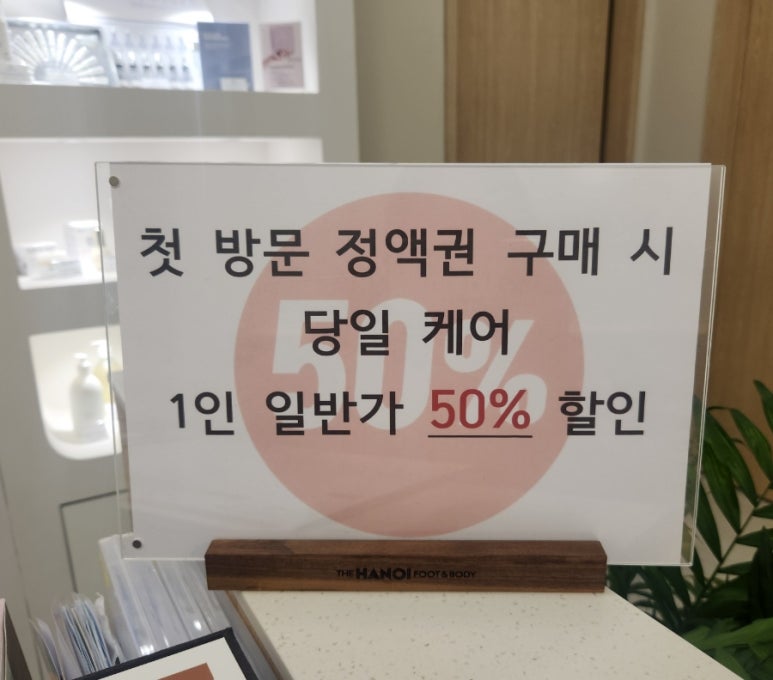 첫 방문 정액권 구매 시
당일 케어
1인 일반가 50% 할인
50%
THE HANOI FOOT & BODY